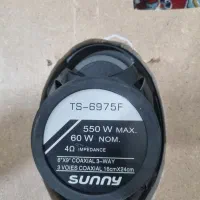 TS-6975F
550 W MAX.
60 W NOM.
4Ω IMPEDANCE
6"X9" COAXIAL 3-WAY
3 VOIES COAXIAL 16cmX24cm
SUNNY